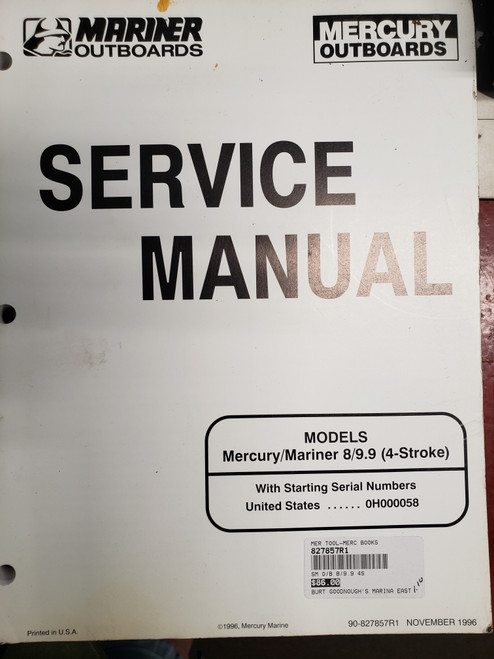 MARINER
OUTBOARDS
MERCURY
OUTBOARDS
SERVICE
MANUAL
MODELS
Mercury/Mariner 8/9.9 (4-Stroke)
With Starting Serial Numbers
United States ...... 0H000058
MER TOOL-MERC BOOKS
827857R1
SM O/B 8/9.9 4S
$86.00
BURT GOODNOUGH'S MARINA EAST
©1996, Mercury Marine
90-827857R1 NOVEMBER 1996
Printed in U.S.A.